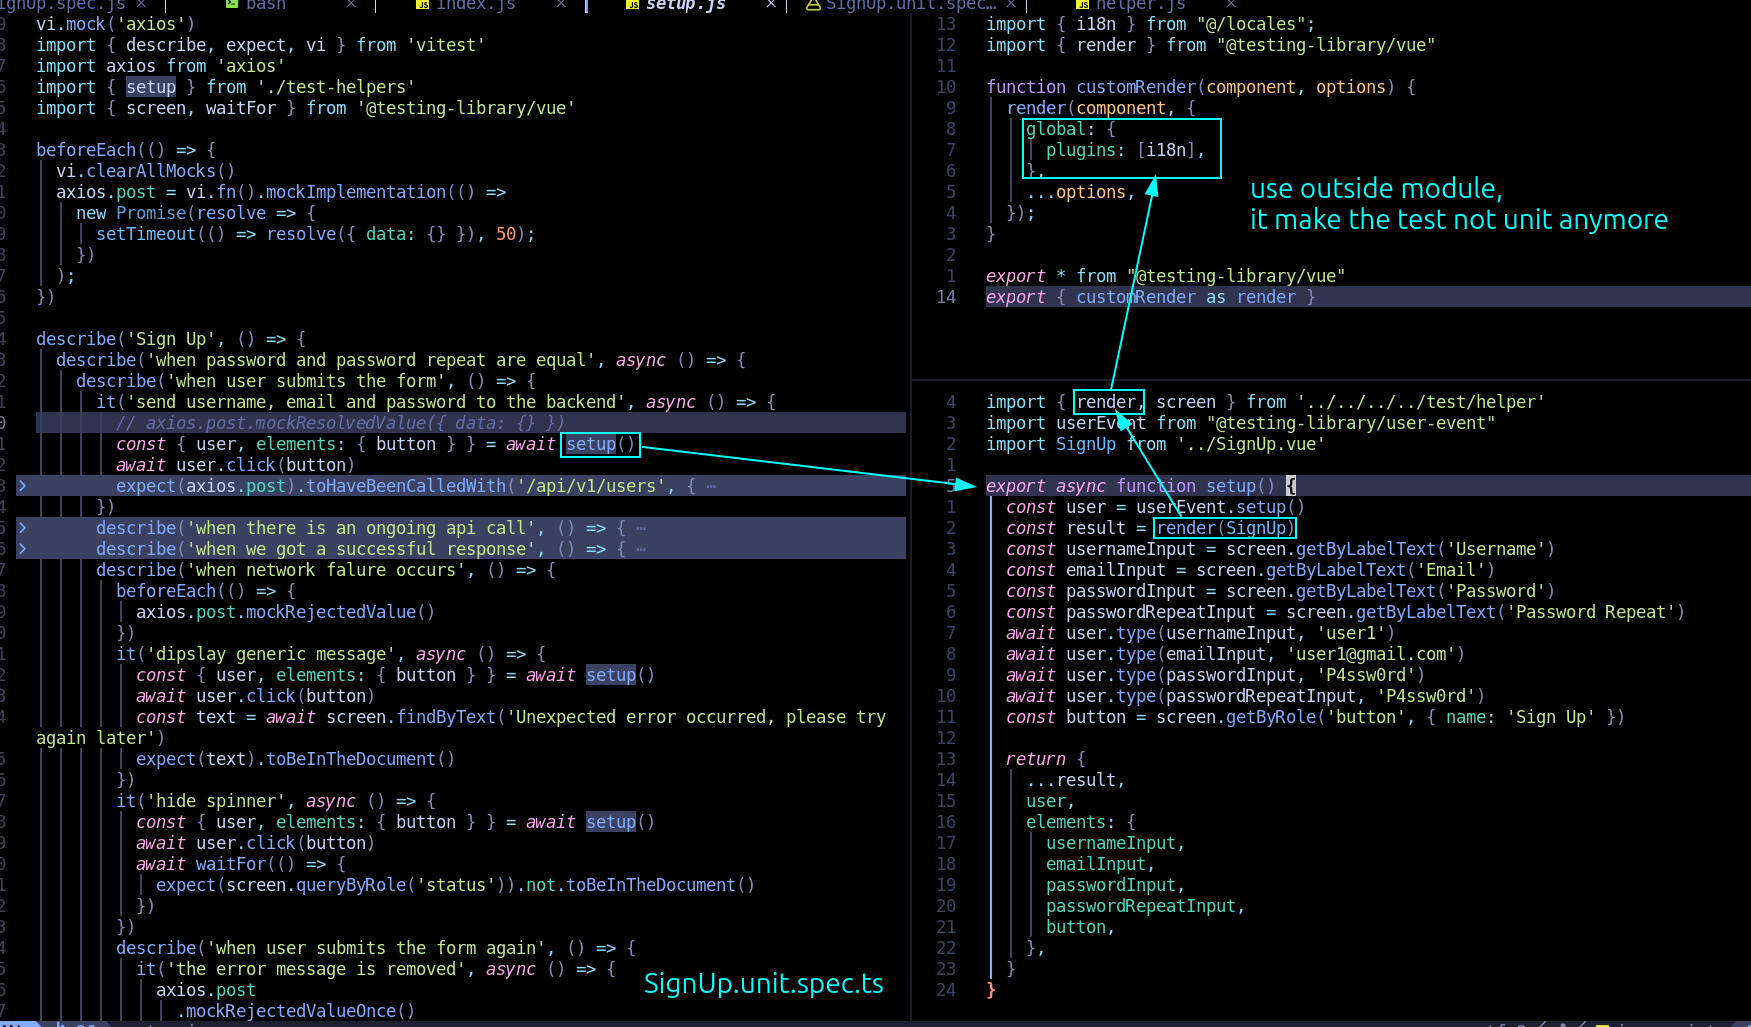 SignUp.spec.js × bash × index.js × setup.js × SignUp.unit.spec… × helper.js ×
vi.mock('axios')
import { describe, expect, vi } from 'vitest'
import axios from 'axios'
import { setup } from './test-helpers'
import { screen, waitFor } from '@testing-library/vue'
beforeEach(() => {
vi.clearAllMocks()
axios.post = vi.fn().mockImplementation(() =>
new Promise(resolve => {
setTimeout(() => resolve({ data: {} }), 50);
})
);
})
describe('Sign Up', () => {
describe('when password and password repeat are equal', async () => {
describe('when user submits the form', () => {
it('send username, email and password to the backend', async () => {
// axios.post.mockResolvedValue({ data: {} })
const { user, elements: { button } } = await setup()
await user.click(button)
expect(axios.post).toHaveBeenCalledWith('/api/v1/users', { ⋯
})
describe('when there is an ongoing api call', () => { ⋯
describe('when we got a successful response', () => { ⋯
describe('when network falure occurs', () => {
beforeEach(() => {
axios.post.mockRejectedValue()
})
it('dipslay generic message', async () => {
const { user, elements: { button } } = await setup()
await user.click(button)
const text = await screen.findByText('Unexpected error occurred, please try
again later')
expect(text).toBeInTheDocument()
})
it('hide spinner', async () => {
const { user, elements: { button } } = await setup()
await user.click(button)
await waitFor(() => {
expect(screen.queryByRole('status')).not.toBeInTheDocument()
})
})
describe('when user submits the form again', () => {
it('the error message is removed', async () => {
axios.post
.mockRejectedValueOnce()
SignUp.unit.spec.ts
13 import { i18n } from "@/locales";
12 import { render } from "@testing-library/vue"
11
10 function customRender(component, options) {
9 render(component, {
8 global: {
7 plugins: [i18n],
6 },
5 ...options,
4 });
3 }
2
1 export * from "@testing-library/vue"
14 export { customRender as render }
use outside module,
it make the test not unit anymore
4 import { render, screen } from '../../../../test/helper'
3 import userEvent from "@testing-library/user-event"
2 import SignUp from '../SignUp.vue'
1
5 export async function setup() {
1 const user = userEvent.setup()
2 const result = render(SignUp)
3 const usernameInput = screen.getByLabelText('Username')
4 const emailInput = screen.getByLabelText('Email')
5 const passwordInput = screen.getByLabelText('Password')
6 const passwordRepeatInput = screen.getByLabelText('Password Repeat')
7 await user.type(usernameInput, 'user1')
8 await user.type(emailInput, 'user1@gmail.com')
9 await user.type(passwordInput, 'P4ssw0rd')
10 await user.type(passwordRepeatInput, 'P4ssw0rd')
11 const button = screen.getByRole('button', { name: 'Sign Up' })
12
13 return {
14 ...result,
15 user,
16 elements: {
17 usernameInput,
18 emailInput,
19 passwordInput,
20 passwordRepeatInput,
21 button,
22 },
23 }
24 }